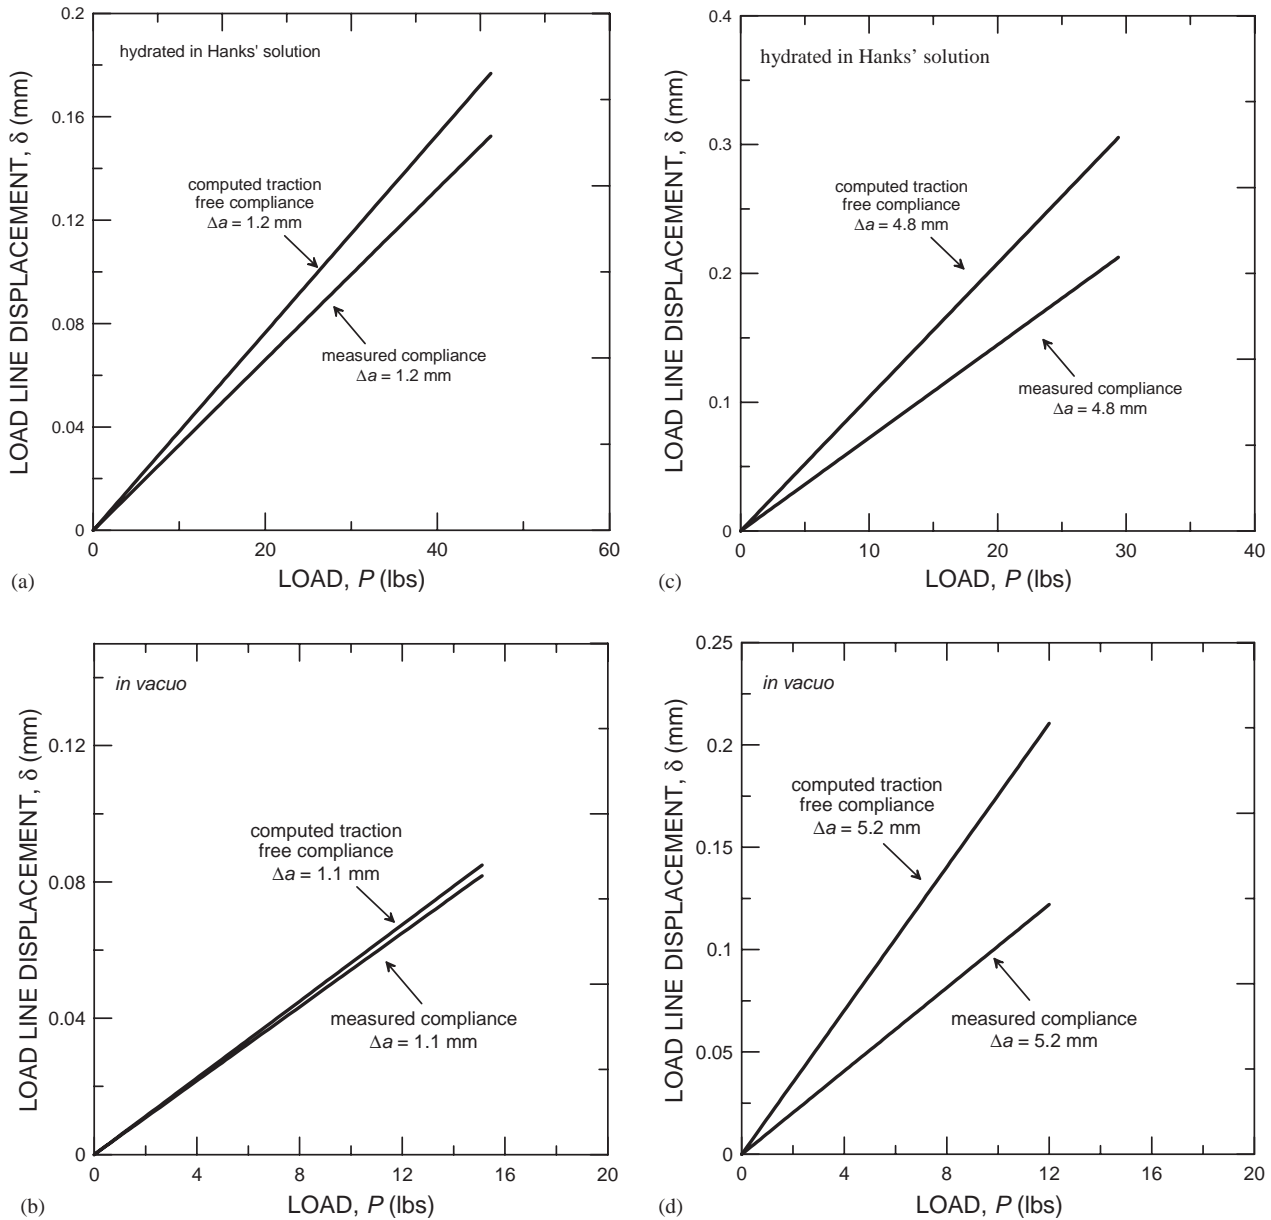 0.2
0.16
0.12
0.08
0.04
0
0
20
40
60
LOAD LINE DISPLACEMENT, δ (mm)
hydrated in Hanks' solution
computed traction
free compliance
Δa = 1.2 mm
measured compliance
Δa = 1.2 mm
LOAD, P (lbs)
(a)
0.4
0.3
0.2
0.1
0
0
10
20
30
40
LOAD LINE DISPLACEMENT, δ (mm)
hydrated in Hanks’ solution
computed traction
free compliance
Δa = 4.8 mm
measured compliance
Δa = 4.8 mm
LOAD, P (lbs)
(c)
0.12
0.08
0.04
0
0
4
8
12
16
20
LOAD LINE DISPLACEMENT, δ (mm)
in vacuo
computed traction
free compliance
Δa = 1.1 mm
measured compliance
Δa = 1.1 mm
LOAD, P (lbs)
(b)
0.25
0.2
0.15
0.1
0.05
0
0
4
8
12
16
20
LOAD LINE DISPLACEMENT, δ (mm)
in vacuo
computed traction
free compliance
Δa = 5.2 mm
measured compliance
Δa = 5.2 mm
LOAD, P (lbs)
(d)